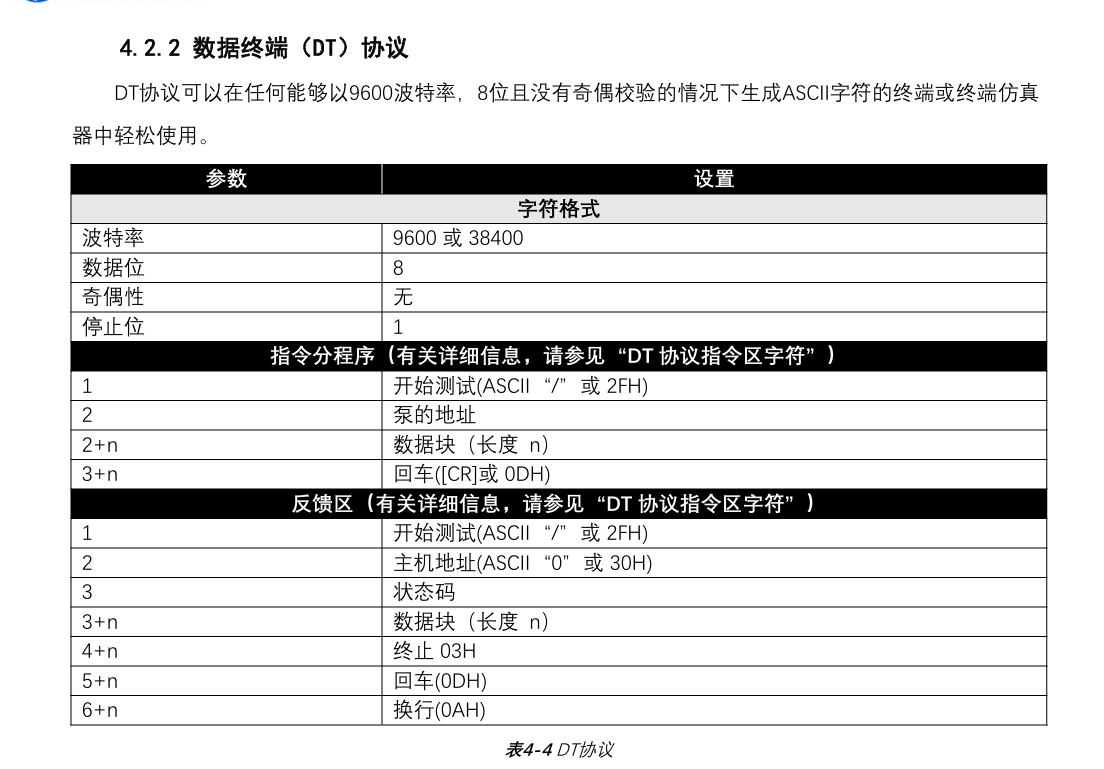 4.2.2 数据终端（DT）协议
DT协议可以在任何能够以9600波特率，8位且没有奇偶校验的情况下生成ASCII字符的终端或终端仿真
器中轻松使用。
参数 设置
字符格式
波特率 9600 或 38400
数据位 8
奇偶性 无
停止位 1
指令分程序（有关详细信息，请参见“DT 协议指令区字符”）
1 开始测试(ASCII “/” 或 2FH)
2 泵的地址
2+n 数据块（长度 n）
3+n 回车([CR]或 0DH)
反馈区（有关详细信息，请参见“DT 协议指令区字符”）
1 开始测试(ASCII “/” 或 2FH)
2 主机地址(ASCII “0” 或 30H)
3 状态码
3+n 数据块（长度 n）
4+n 终止 03H
5+n 回车(0DH)
6+n 换行(0AH)
表4-4 DT协议